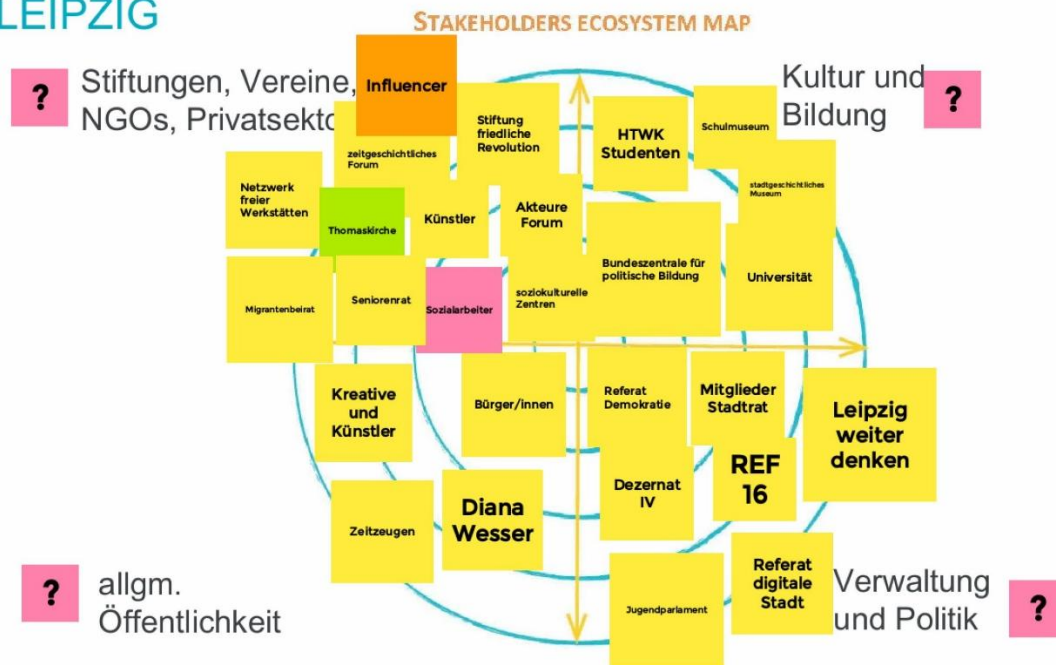 LEIPZIG
STAKEHOLDERS ECOSYSTEM MAP
?
Stiftungen, Vereine,
NGOs, Privatsekto
Influencer
zeitgeschichtliches
Forum
Stiftung
friedliche
Revolution
Netzwerk
freier
Werkstätten
Thomaskirche
Künstler
Akteure
Forum
Migrantenbeirat
Seniorenrat
Sozialarbeiter
soziokulturelle
Zentren
Kultur und
Bildung
?
HTWK
Studenten
Schulmuseum
stadtgeschichtliches
Museum
Bundeszentrale für
politische Bildung
Universität
Kreative
und
Künstler
Bürger/innen
Zeitzeugen
Diana
Wesser
?
allgm.
Öffentlichkeit
Referat
Demokratie
Mitglieder
Stadtrat
Leipzig
weiter
denken
Dezernat
IV
REF
16
Jugendparlament
Referat
digitale
Stadt
Verwaltung
und Politik
?